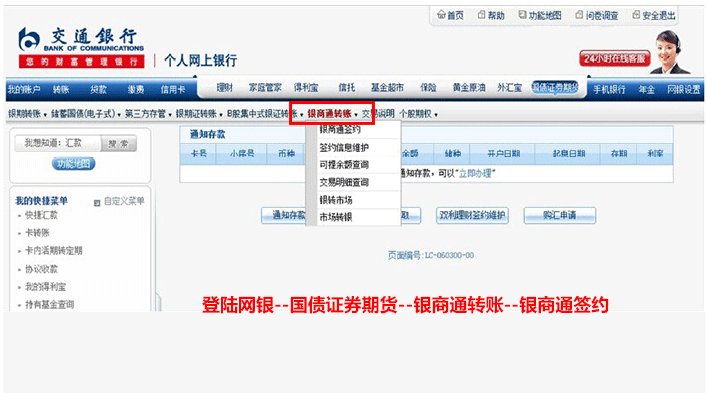 首页 帮助 功能地图 问卷调查 安全退出
交通银行
BANK OF COMMUNICATIONS
您的财富管理银行
个人网上银行
24小时在线客服
我的账户 转账 贷款 缴费 信用卡 理财 家庭管家 得利宝 信托 基金超市 保险 黄金原油 外汇宝 国债证券期货 手机银行 年金 网银设置
银期转账 储蓄国债(电子式) 第三方存管 银期证转账 B股集中式银证转账 银商通转账 交易说明 个股期权
我想知道：汇款 搜索
功能地图
通知存款
卡号 小序号 币种 余额 储种 开户日期 起息日期 存期 利率
通知存款，可以“立即办理”
银商通签约
签约信息维护
可提余额查询
交易明细查询
银转市场
市场转银
通知存款 取 双利理财签约维护 购汇申请
页面编号:LC-060300-00
我的快捷菜单 自定义菜单
快捷汇款
卡转账
卡内活期转定期
协议收款
我的得利宝
持有基金查询
登陆网银--国债证券期货--银商通转账--银商通签约